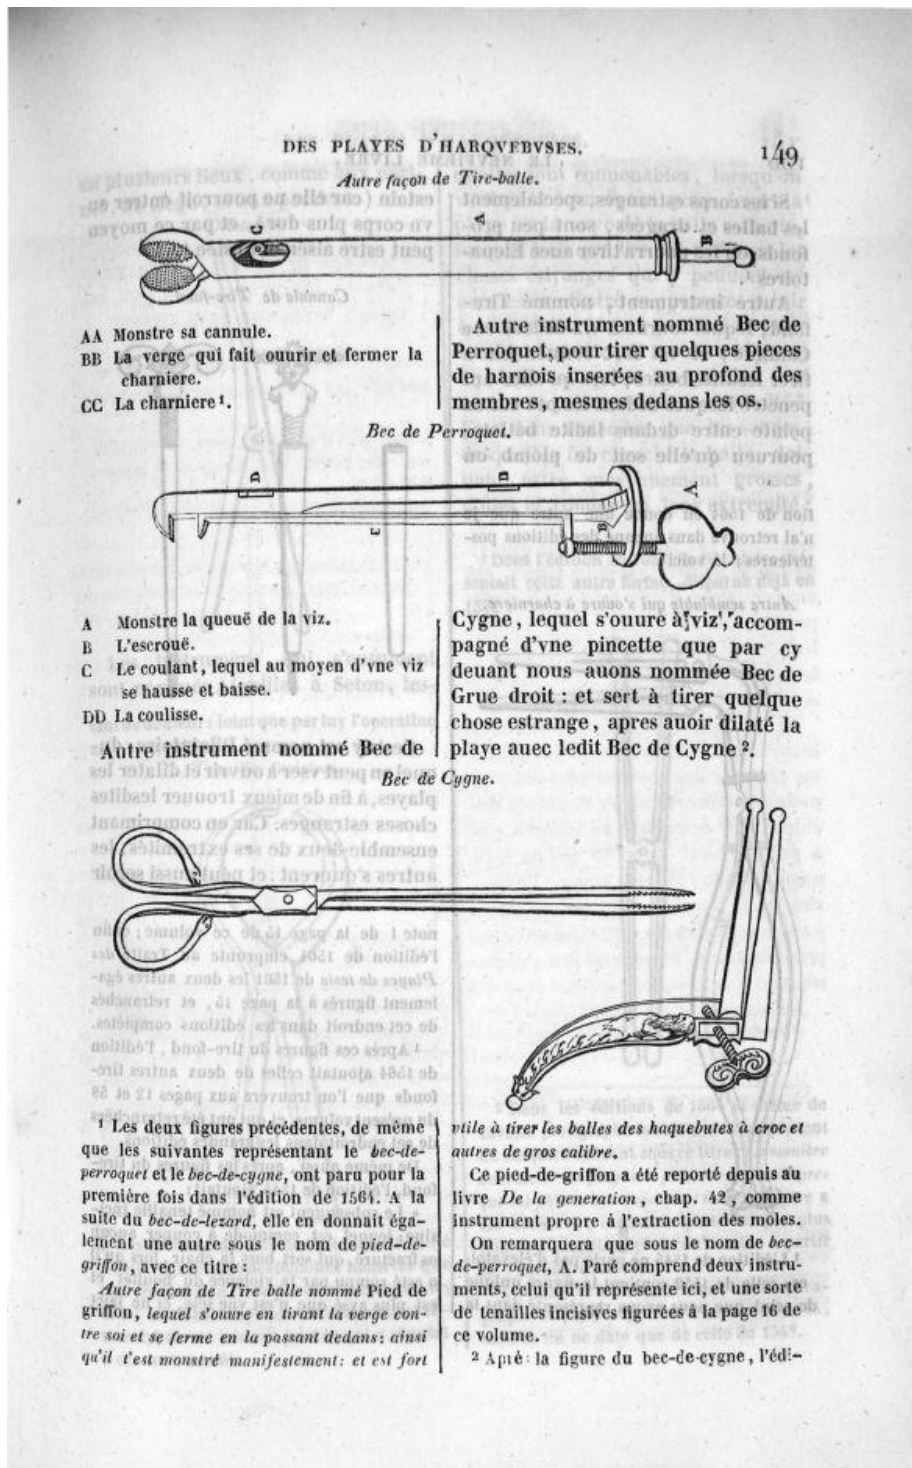 DES PLAYES D'HARQVEBVSES.
149
Autre façon de Tire-balle.
A
C
B
AA Monstre sa cannule.
BB La verge qui fait ouurir et fermer la
charniere.
CC La charniere¹.
Autre instrument nommé Bec de
Perroquet, pour tirer quelques pieces
de harnois inserées au profond des
membres, mesmes dedans les os.
Bec de Perroquet.
D
D
A
B
C
A Monstre la queuë de la viz.
B L'escrouë.
C Le coulant, lequel au moyen d'vne viz
se hausse et baisse.
DD La coulisse.
Autre instrument nommé Bec de
Cygne, lequel s'ouure à viz, accom-
pagné d'vne pincette que par cy
deuant nous auons nommée Bec de
Grue droit : et sert à tirer quelque
chose estrange, apres auoir dilaté la
playe auec ledit Bec de Cygne ².
Bec de Cygne.
¹ Les deux figures précédentes, de même
que les suivantes représentant le bec-de-
perroquet et le bec-de-cygne, ont paru pour la
première fois dans l'édition de 1564. A la
suite du bec-de-lezard, elle en donnait éga-
lement une autre sous le nom de pied-de-
griffon, avec ce titre :
Autre façon de Tire balle nommé Pied de
griffon, lequel s'ouure en tirant la verge con-
tre soi et se ferme en la passant dedans : ainsi
qu'il t'est monstré manifestement: et est fort
vtile à tirer les balles des haquebutes à croc et
autres de gros calibre.
Ce pied-de-griffon a été reporté depuis au
livre De la generation, chap. 42, comme
instrument propre à l'extraction des moles.
On remarquera que sous le nom de bec-
de-perroquet, A. Paré comprend deux instru-
ments, celui qu'il représente ici, et une sorte
de tenailles incisives figurées à la page 16 de
ce volume.
² la figure du bec-de-cygne, l'édi-